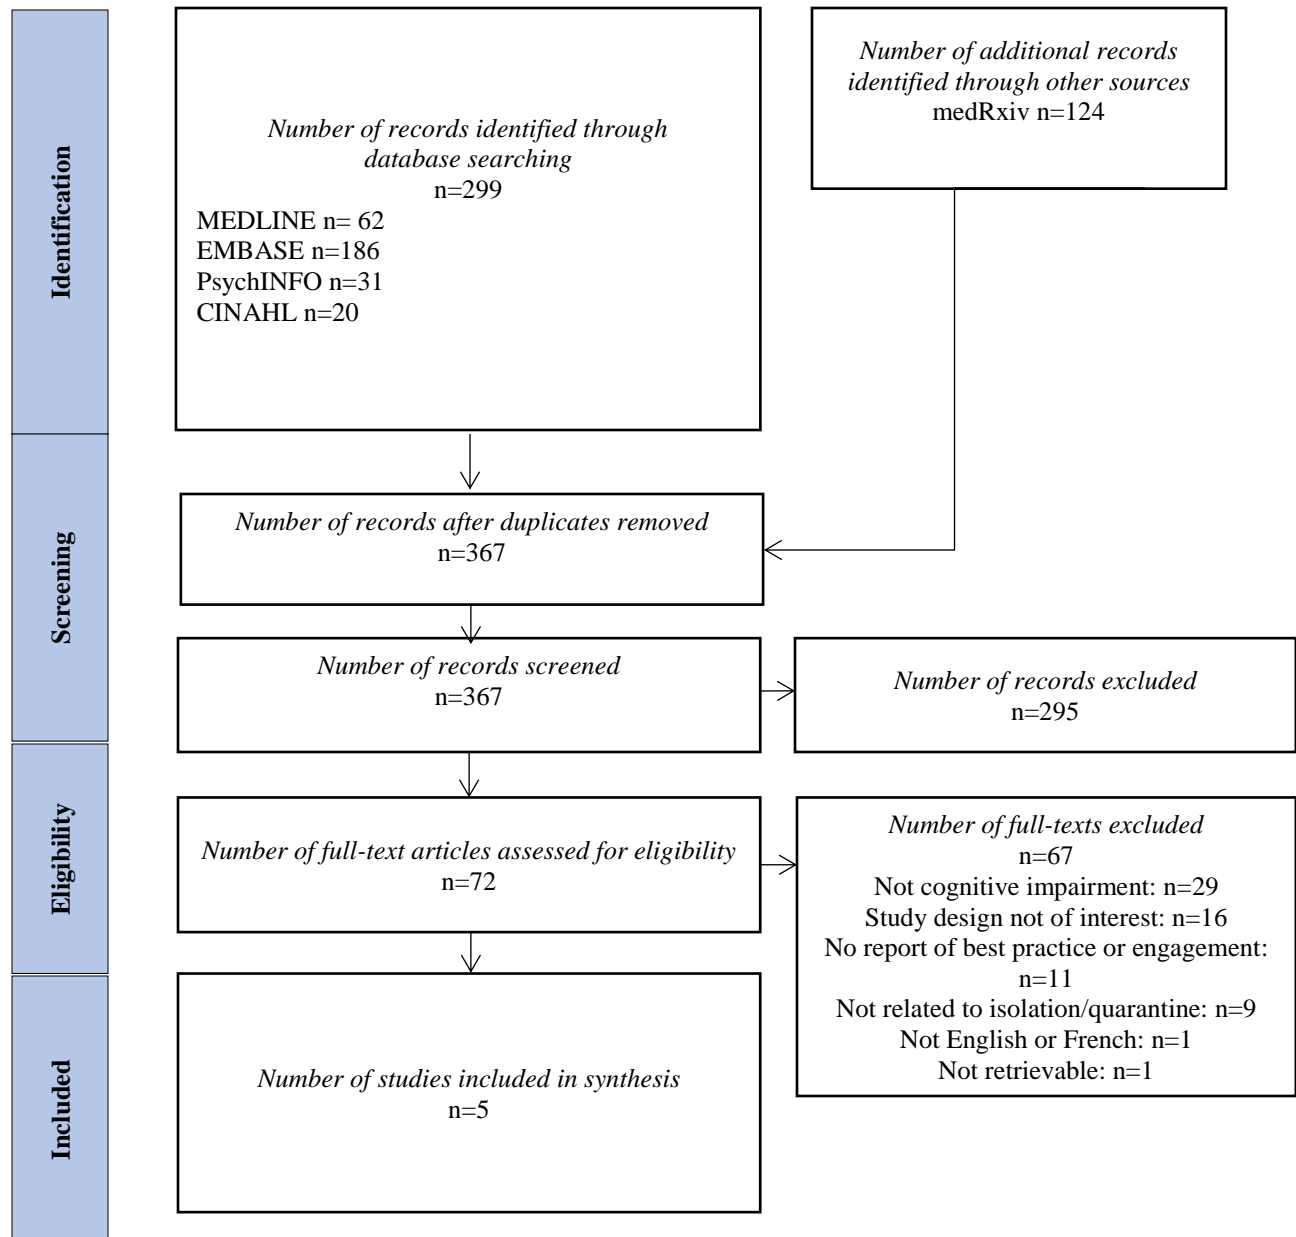 Identification
Number of records identified through
database searching
n=299
MEDLINE n= 62
EMBASE n=186
PsychINFO n=31
CINAHL n=20
Number of additional records
identified through other sources
medRxiv n=124
Screening
Number of records after duplicates removed
n=367
Number of records screened
n=367
Number of records excluded
n=295
Eligibility
Number of full-text articles assessed for eligibility
n=72
Number of full-texts excluded
n=67
Not cognitive impairment: n=29
Study design not of interest: n=16
No report of best practice or engagement:
n=11
Not related to isolation/quarantine: n=9
Not English or French: n=1
Not retrievable: n=1
Included
Number of studies included in synthesis
n=5